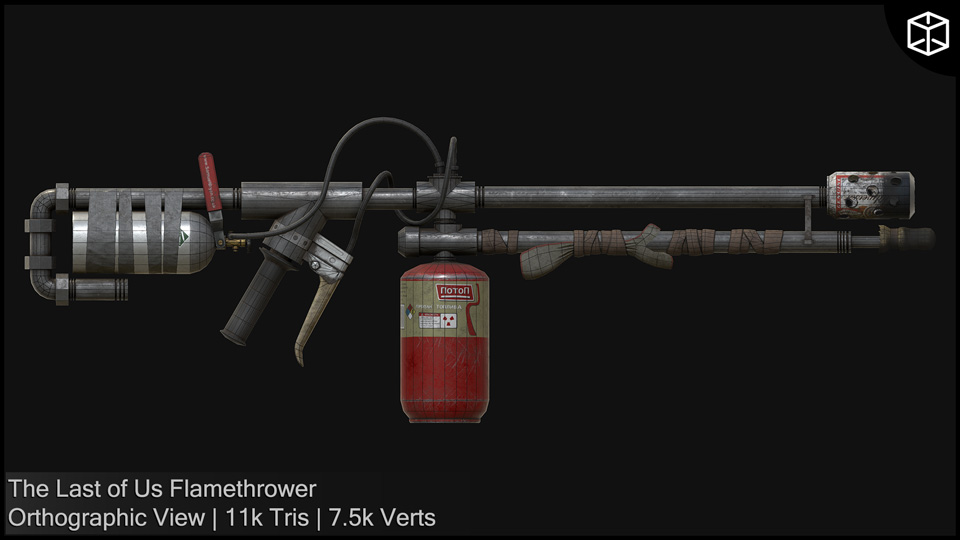 ПОТОП
The Last of Us Flamethrower
Orthographic View | 11k Tris | 7.5k Verts